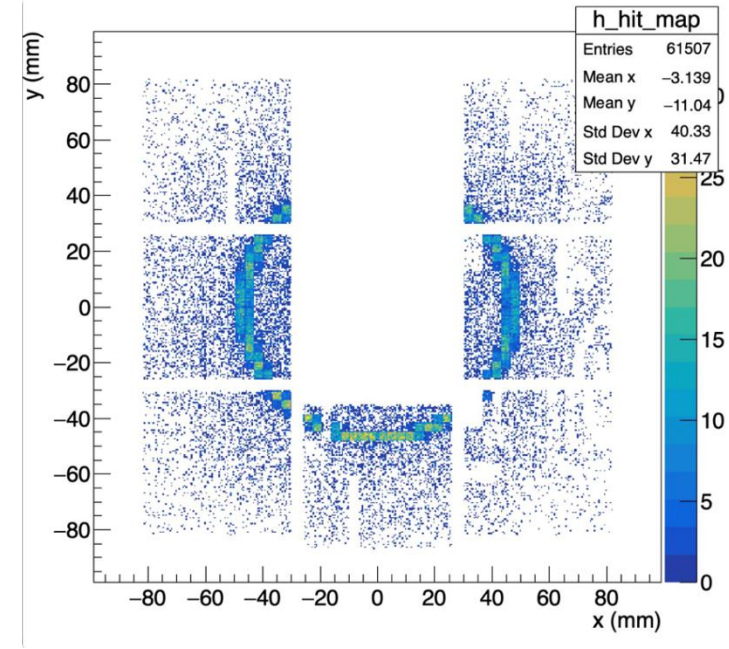 h_hit_map
Entries 61507
Mean x −3.139
Mean y −11.04
Std Dev x 40.33
Std Dev y 31.47
y (mm)
80
60
40
20
0
−20
−40
−60
−80
−80 −60 −40 −20 0 20 40 60 80
x (mm)
25
20
15
10
5
0